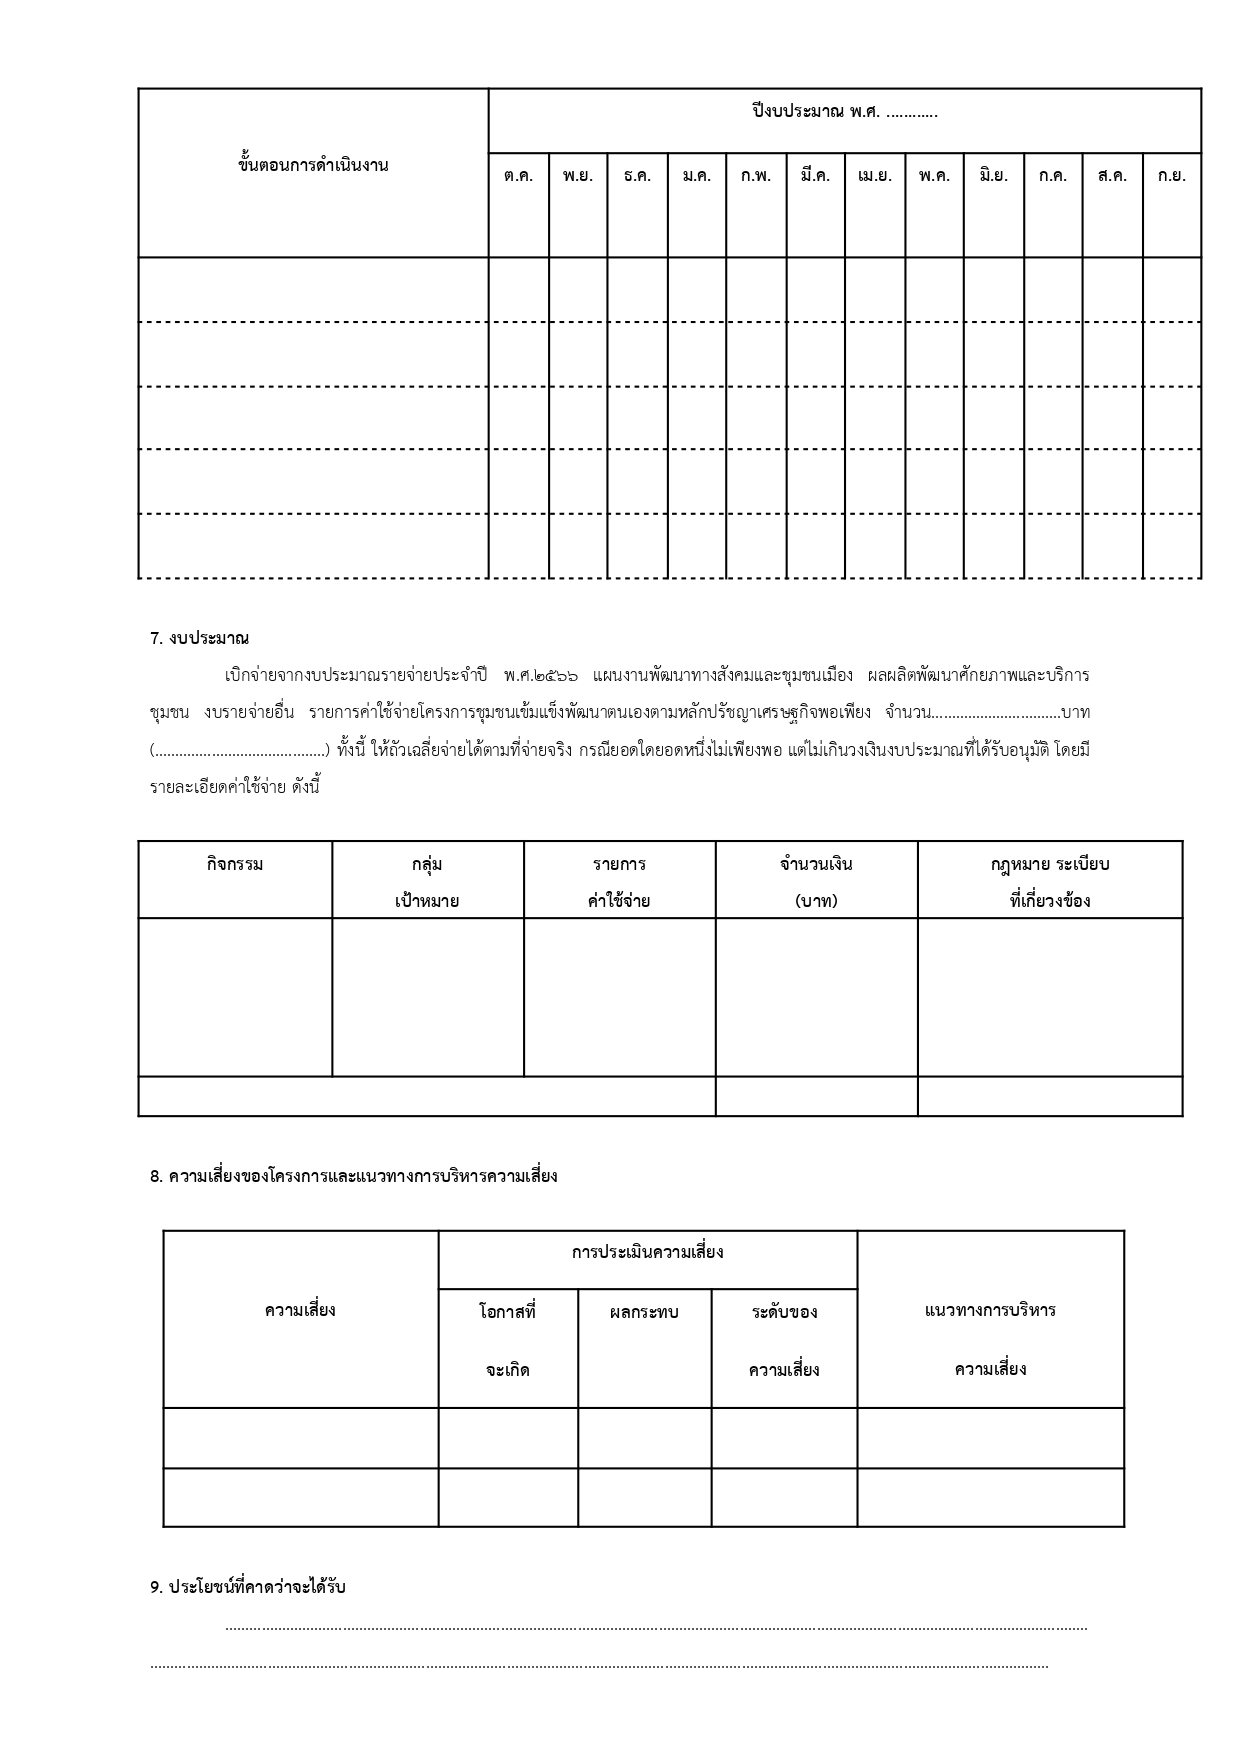 ขั้นตอนการดำเนินงาน
ปีงบประมาณ พ.ศ. ............
ต.ค. พ.ย. ธ.ค. ม.ค. ก.พ. มี.ค. เม.ย. พ.ค. มิ.ย. ก.ค. ส.ค. ก.ย.
7. งบประมาณ
เบิกจ่ายจากงบประมาณรายจ่ายประจำปี พ.ศ.๒๕๖๖ แผนงานพัฒนาทางสังคมและชุมชนเมือง ผลผลิตพัฒนาศักยภาพและบริการ
ชุมชน งบรายจ่ายอื่น รายการค่าใช้จ่ายโครงการชุมชนเข้มแข็งพัฒนาตนเองตามหลักปรัชญาเศรษฐกิจพอเพียง จำนวน................................บาท
(..........................................) ทั้งนี้ ให้ถัวเฉลี่ยจ่ายได้ตามที่จ่ายจริง กรณียอดใดยอดหนึ่งไม่เพียงพอ แต่ไม่เกินวงเงินงบประมาณที่ได้รับอนุมัติ โดยมี
รายละเอียดค่าใช้จ่าย ดังนี้
กิจกรรม กลุ่ม รายการ จำนวนเงิน กฎหมาย ระเบียบ
เป้าหมาย ค่าใช้จ่าย (บาท) ที่เกี่ยวข้อง
8. ความเสี่ยงของโครงการและแนวทางการบริหารความเสี่ยง
การประเมินความเสี่ยง
ความเสี่ยง โอกาสที่ ผลกระทบ ระดับของ แนวทางการบริหาร
จะเกิด ความเสี่ยง ความเสี่ยง
9. ประโยชน์ที่คาดว่าจะได้รับ
................................................................................................................................................
......................................................................................................................................................